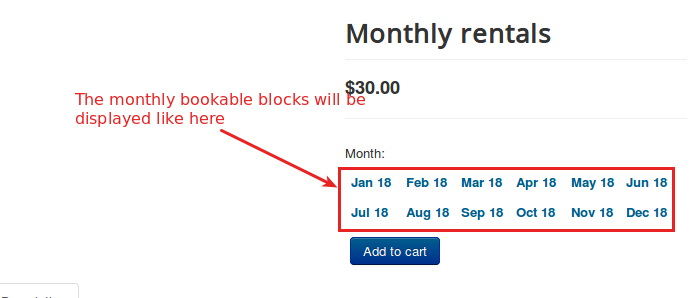 Monthly rentals
$30.00
The monthly bookable blocks will be
displayed like here
Month:
Jan 18 Feb 18 Mar 18 Apr 18 May 18 Jun 18
Jul 18 Aug 18 Sep 18 Oct 18 Nov 18 Dec 18
Add to cart